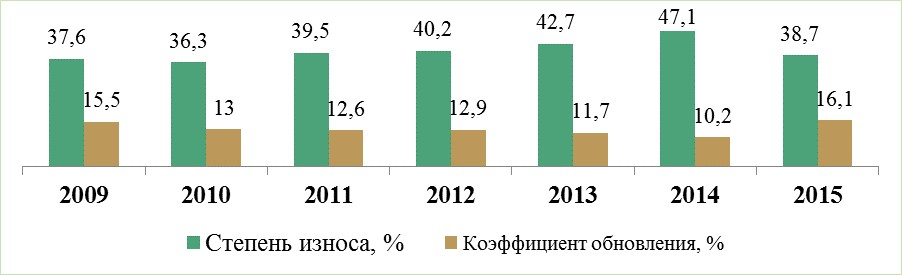 37,6 36,3 39,5 40,2 42,7 47,1 38,7
15,5 13 12,6 12,9 11,7 10,2 16,1
2009 2010 2011 2012 2013 2014 2015
Степень износа, % Коэффициент обновления, %